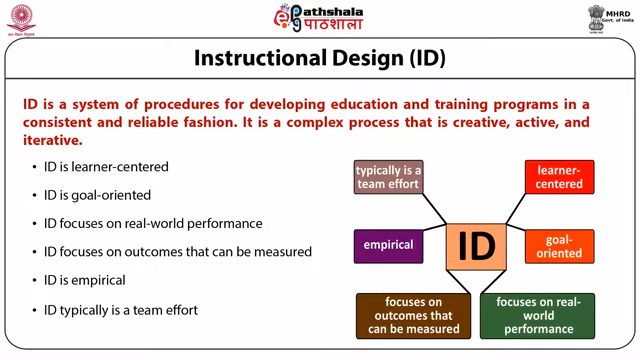 Pathshala
पाठशाला
MHRD
Govt. of India
Instructional Design (ID)
ID is a system of procedures for developing education and training programs in a
consistent and reliable fashion. It is a complex process that is creative, active, and
iterative.
• ID is learner-centered
• ID is goal-oriented
• ID focuses on real-world performance
• ID focuses on outcomes that can be measured
• ID is empirical
• ID typically is a team effort
typically is a
team effort
learner-
centered
empirical
ID
goal-
oriented
focuses on
outcomes that
can be measured
focuses on real-
world
performance